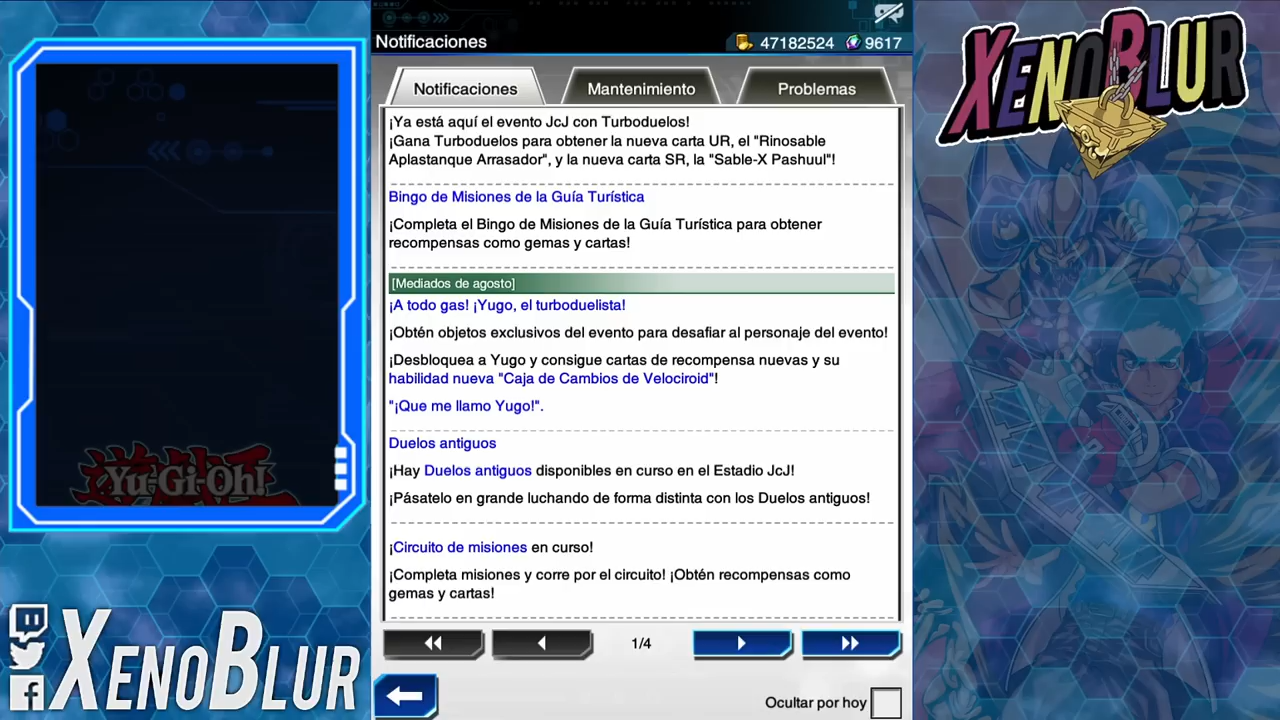 Notificaciones
47182524
9617
Notificaciones
Mantenimiento
Problemas
¡Ya está aquí el evento JcJ con Turboduelos!
¡Gana Turboduelos para obtener la nueva carta UR, el "Rinosable
Aplastanque Arrasador", y la nueva carta SR, la "Sable-X Pashuul"!
Bingo de Misiones de la Guía Turística
¡Completa el Bingo de Misiones de la Guía Turística para obtener
recompensas como gemas y cartas!
[Mediados de agosto]
¡A todo gas! ¡Yugo, el turboduelista!
¡Obtén objetos exclusivos del evento para desafiar al personaje del evento!
¡Desbloquea a Yugo y consigue cartas de recompensa nuevas y su
habilidad nueva "Caja de Cambios de Velociroid"!
"¡Que me llamo Yugo!".
Duelos antiguos
¡Hay Duelos antiguos disponibles en curso en el Estadio JcJ!
¡Pásatelo en grande luchando de forma distinta con los Duelos antiguos!
¡Circuito de misiones en curso!
¡Completa misiones y corre por el circuito! ¡Obtén recompensas como
gemas y cartas!
1/4
Ocultar por hoy
Yu-Gi-Oh!
XENOBLUR
XENOBLUR